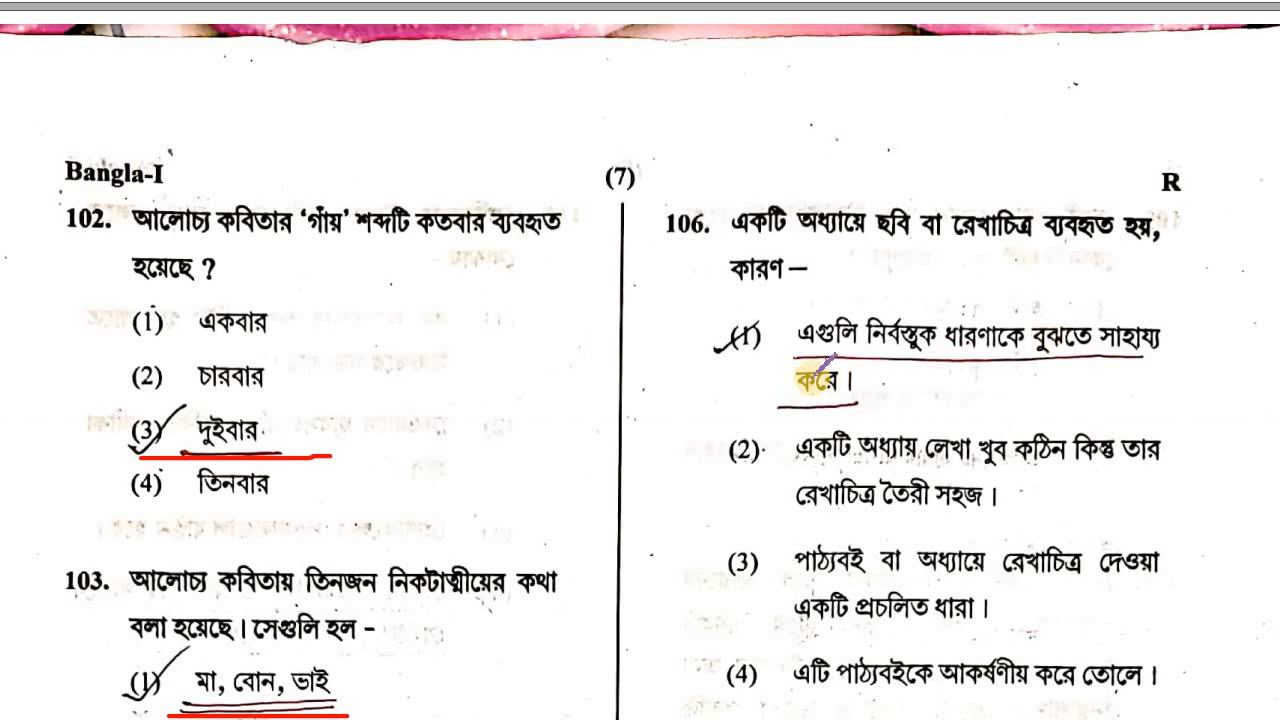 Bangla-I
(7)
R
102. আলোচ্য কবিতার ‘গাঁয়’ শব্দটি কতবার ব্যবহৃত
হয়েছে ?
(1) একবার
(2) চারবার
(3) দুইবার
(4) তিনবার
103. আলোচ্য কবিতায় তিনজন নিকটাত্মীয়ের কথা
বলা হয়েছে। সেগুলি হল -
(1) মা, বোন, ভাই
106. একটি অধ্যায়ে ছবি বা রেখাচিত্র ব্যবহৃত হয়,
কারণ –
(1) এগুলি নির্বস্তুক ধারণাকে বুঝতে সাহায্য
করে।
(2) একটি অধ্যায় লেখা খুব কঠিন কিন্তু তার
রেখাচিত্র তৈরী সহজ।
(3) পাঠ্যবই বা অধ্যায়ে রেখাচিত্র দেওয়া
একটি প্রচলিত ধারা।
(4) এটি পাঠ্যবইকে আকর্ষণীয় করে তোলে।